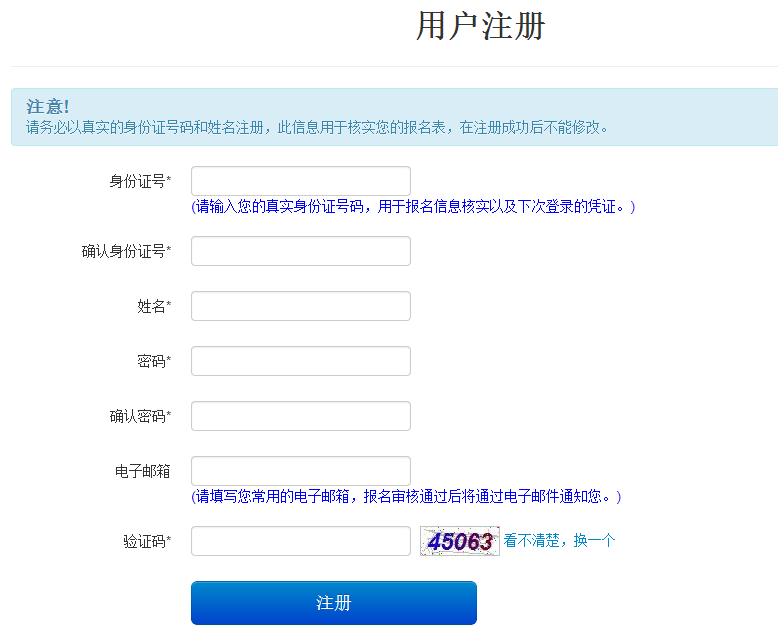 用户注册
注意!
请务必以真实的身份证号码和姓名注册，此信息用于核实您的报名表，在注册成功后不能修改。
身份证号*
(请输入您的真实身份证号码，用于报名信息核实以及下次登录的凭证。)
确认身份证号*
姓名*
密码*
确认密码*
电子邮箱
(请填写您常用的电子邮箱，报名审核通过后将通过电子邮件通知您。)
验证码* 45063 看不清楚，换一个
注册